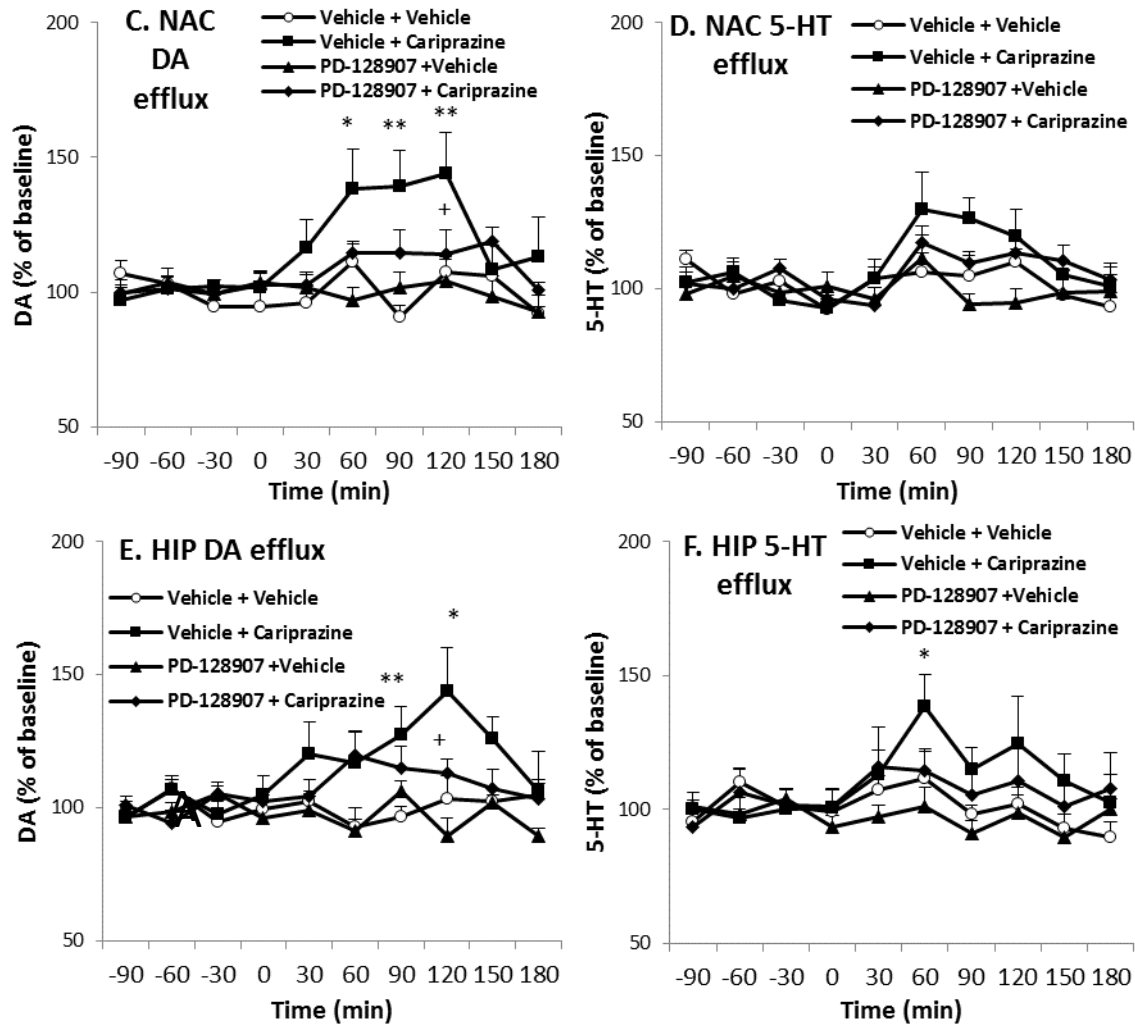 C. NAC
DA
efflux
Vehicle + Vehicle
Vehicle + Cariprazine
PD-128907 +Vehicle
PD-128907 + Cariprazine
* ** **
+
200
150
100
50
DA (% of baseline)
-90 -60 -30 0 30 60 90 120 150 180
Time (min)
D. NAC 5-HT
efflux
Vehicle + Vehicle
Vehicle + Cariprazine
PD-128907 +Vehicle
PD-128907 + Cariprazine
200
150
100
50
5-HT (% of baseline)
-90 -60 -30 0 30 60 90 120 150 180
Time (min)
E. HIP DA efflux
Vehicle + Vehicle
Vehicle + Cariprazine
PD-128907 +Vehicle
PD-128907 + Cariprazine
*
**
+
A
200
150
100
50
DA (% of baseline)
-90 -60 -30 0 30 60 90 120 150 180
Time (min)
F. HIP 5-HT
efflux
Vehicle + Vehicle
Vehicle + Cariprazine
PD-128907 +Vehicle
PD-128907 + Cariprazine
*
200
150
100
50
5-HT (% of baseline)
-90 -60 -30 0 30 60 90 120 150 180
Time (min)